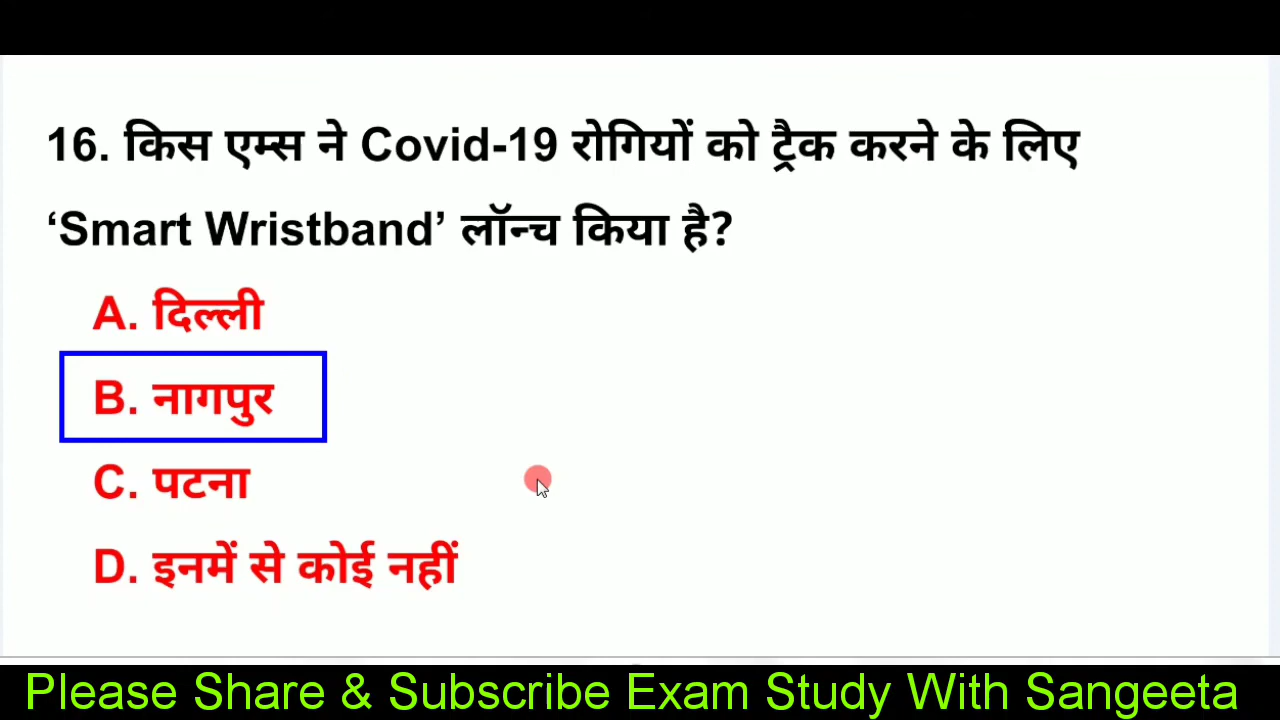 16. किस एम्स ने Covid-19 रोगियों को ट्रैक करने के लिए
‘Smart Wristband’ लॉन्च किया है?
A. दिल्ली
B. नागपुर
C. पटना
D. इनमें से कोई नहीं
Please Share & Subscribe Exam Study With Sangeeta